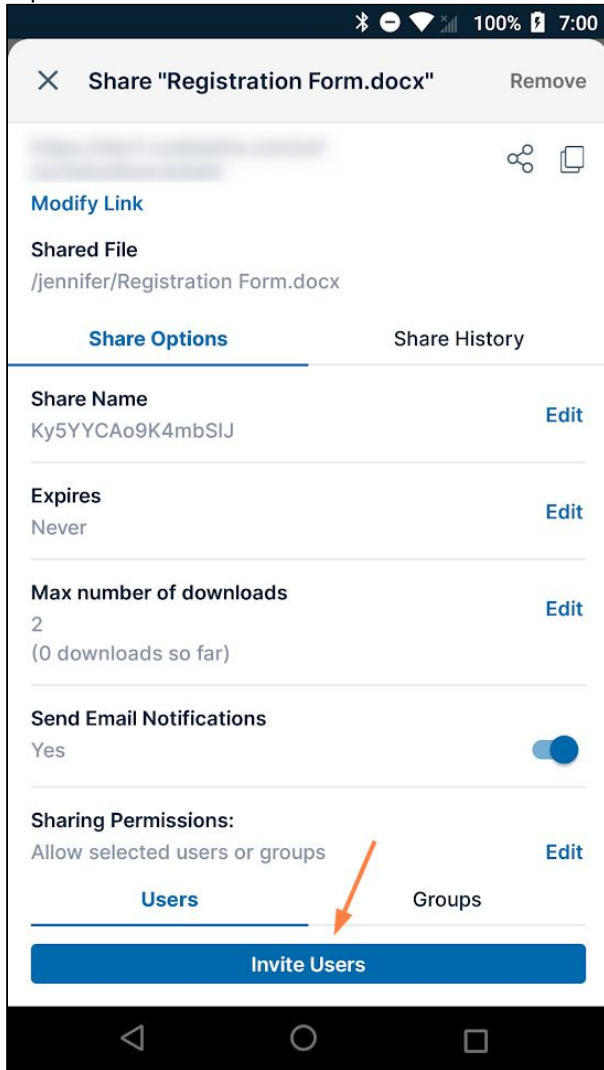 100% 7:00
Share "Registration Form.docx" Remove
Modify Link
Shared File
/jennifer/Registration Form.docx
Share Options Share History
Share Name
Ky5YYCAo9K4mbSIJ Edit
Expires
Never Edit
Max number of downloads
2 Edit
(0 downloads so far)
Send Email Notifications
Yes
Sharing Permissions:
Allow selected users or groups Edit
Users Groups
Invite Users